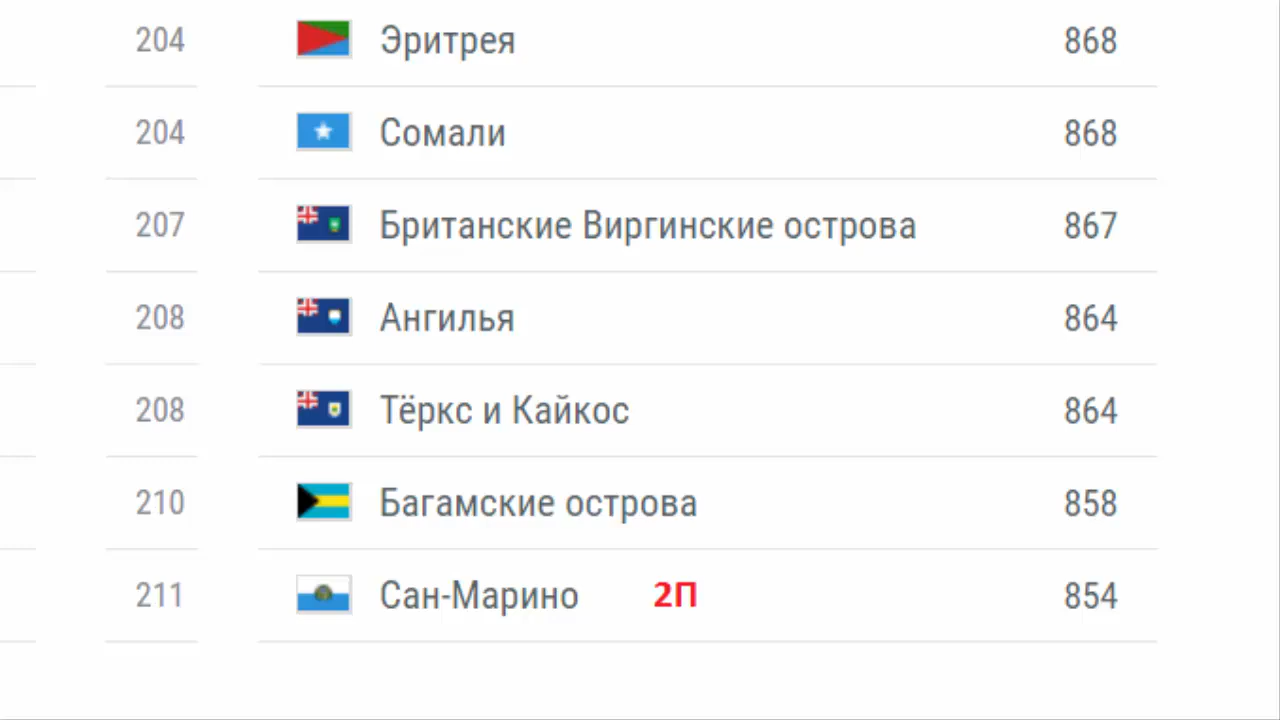 204 Эритрея 868
204 Сомали 868
207 Британские Виргинские острова 867
208 Ангилья 864
208 Тёркс и Кайкос 864
210 Багамские острова 858
211 Сан-Марино 2П 854